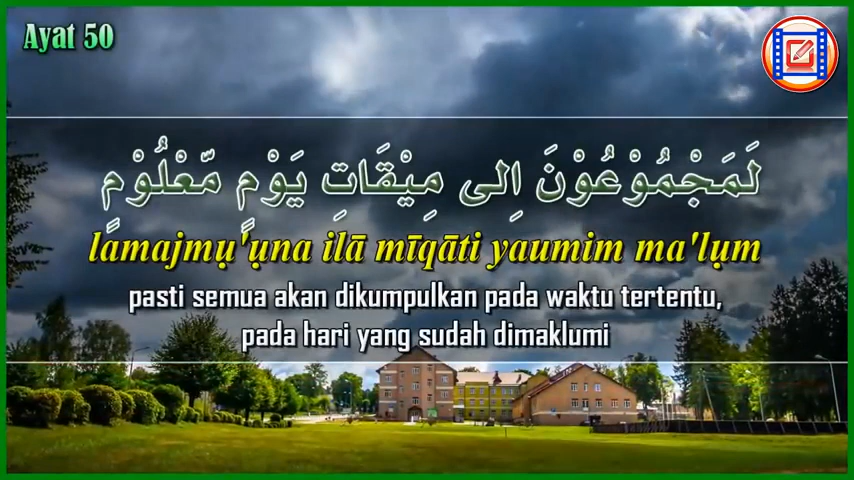 Ayat 50
لَمَجْمُوْعُوْنَ اِلى مِيْقَاتِ يَوْمٍ مَّعْلُوْمٍ
lamajmụ'ụna ilā mīqāti yaumim ma'lụm
pasti semua akan dikumpulkan pada waktu tertentu,
pada hari yang sudah dimaklumi